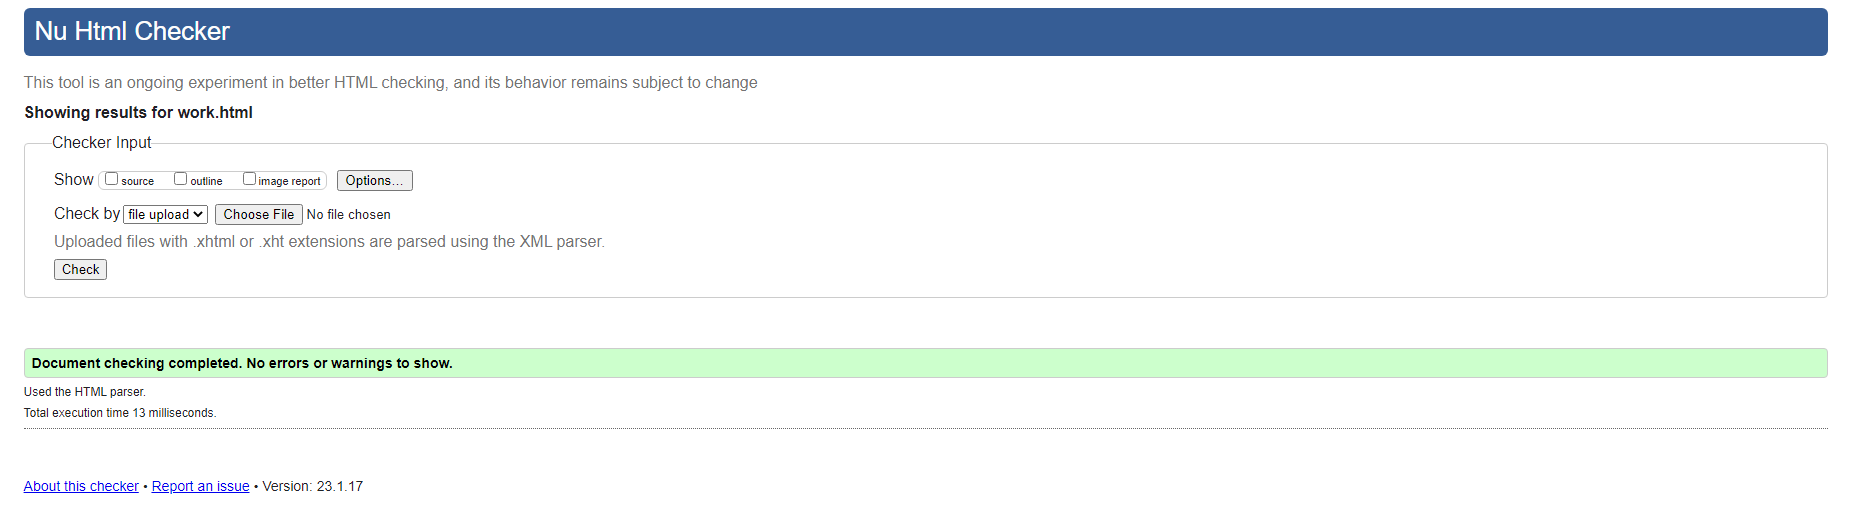 Nu Html Checker
This tool is an ongoing experiment in better HTML checking, and its behavior remains subject to change
Showing results for work.html
Checker Input
Show source outline image report Options...
Check by file upload Choose File No file chosen
Uploaded files with .xhtml or .xht extensions are parsed using the XML parser.
Check
Document checking completed. No errors or warnings to show.
Used the HTML parser.
Total execution time 13 milliseconds.
About this checker • Report an issue • Version: 23.1.17